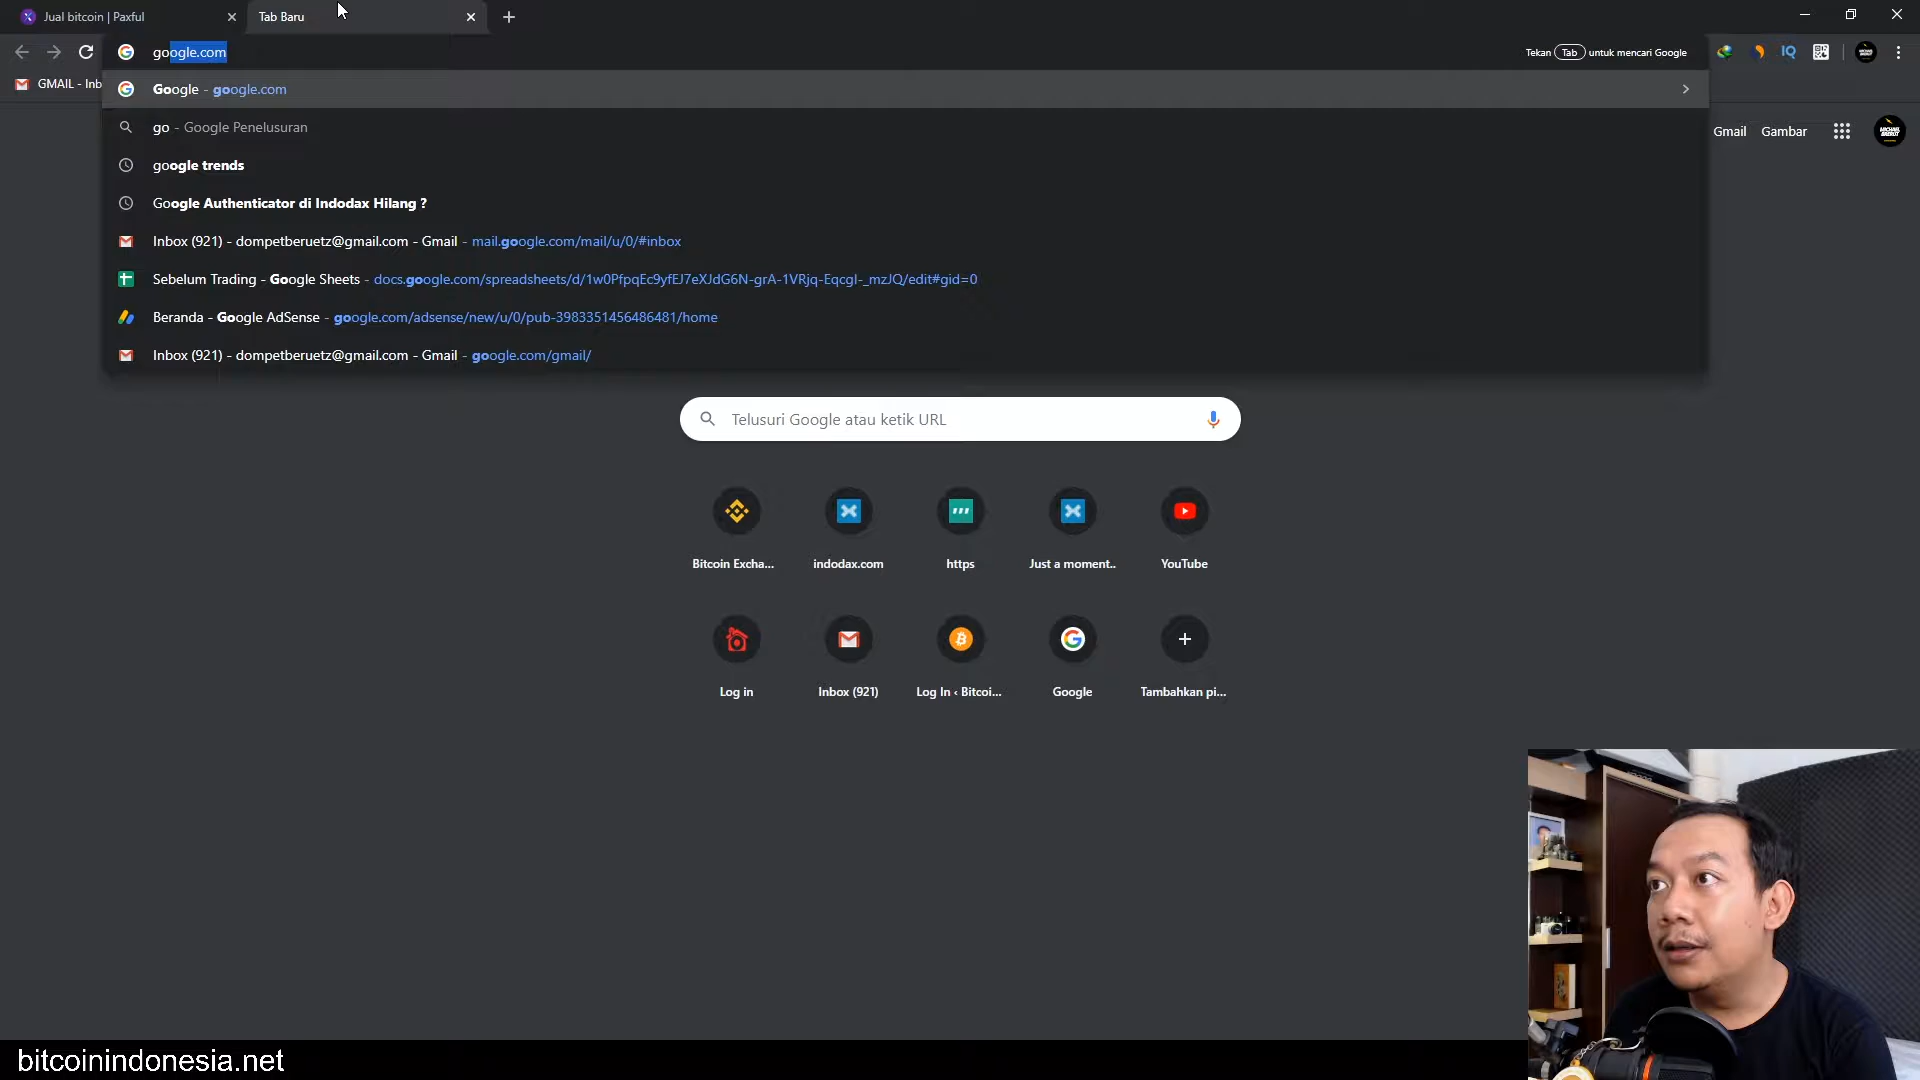 Jual bitcoin | Paxful
Tab Baru
google.com
Tekan Tab untuk mencari Google
GMAIL - Inb
Google - google.com
go - Google Penelusuran
google trends
Google Authenticator di Indodax Hilang ?
Inbox (921) - dompetberuetz@gmail.com - Gmail - mail.google.com/mail/u/0/#inbox
Sebelum Trading - Google Sheets - docs.google.com/spreadsheets/d/1w0PfpqEc9yfEJ7eXJdG6N-grA-1VRjq-EqcgI-_mzJQ/edit#gid=0
Beranda - Google AdSense - google.com/adsense/new/u/0/pub-3983351456486481/home
Inbox (921) - dompetberuetz@gmail.com - Gmail - google.com/gmail/
Gmail Gambar
Telusuri Google atau ketik URL
Bitcoin Excha... indodax.com https Just a moment.. YouTube
Log in Inbox (921) Log In ‹ Bitcoi... Google Tambahkan pi...
bitcoinindonesia.net